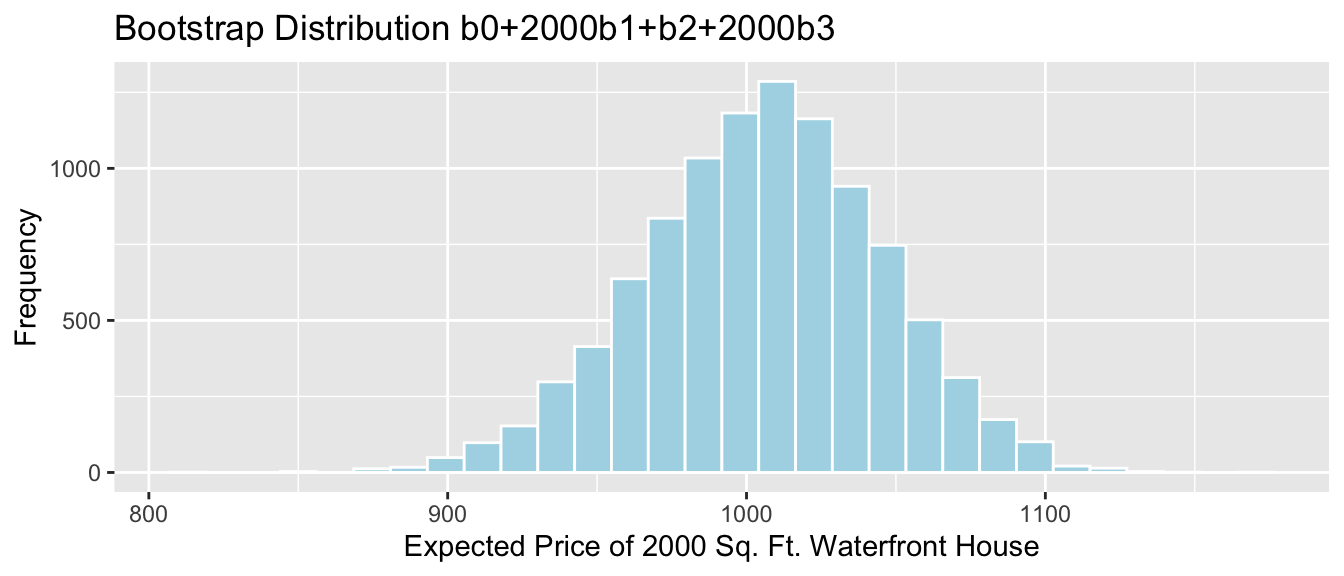 Bootstrap Distribution b0+2000b1+b2+2000b3
Frequency
1000
500
0
800 900 1000 1100
Expected Price of 2000 Sq. Ft. Waterfront House